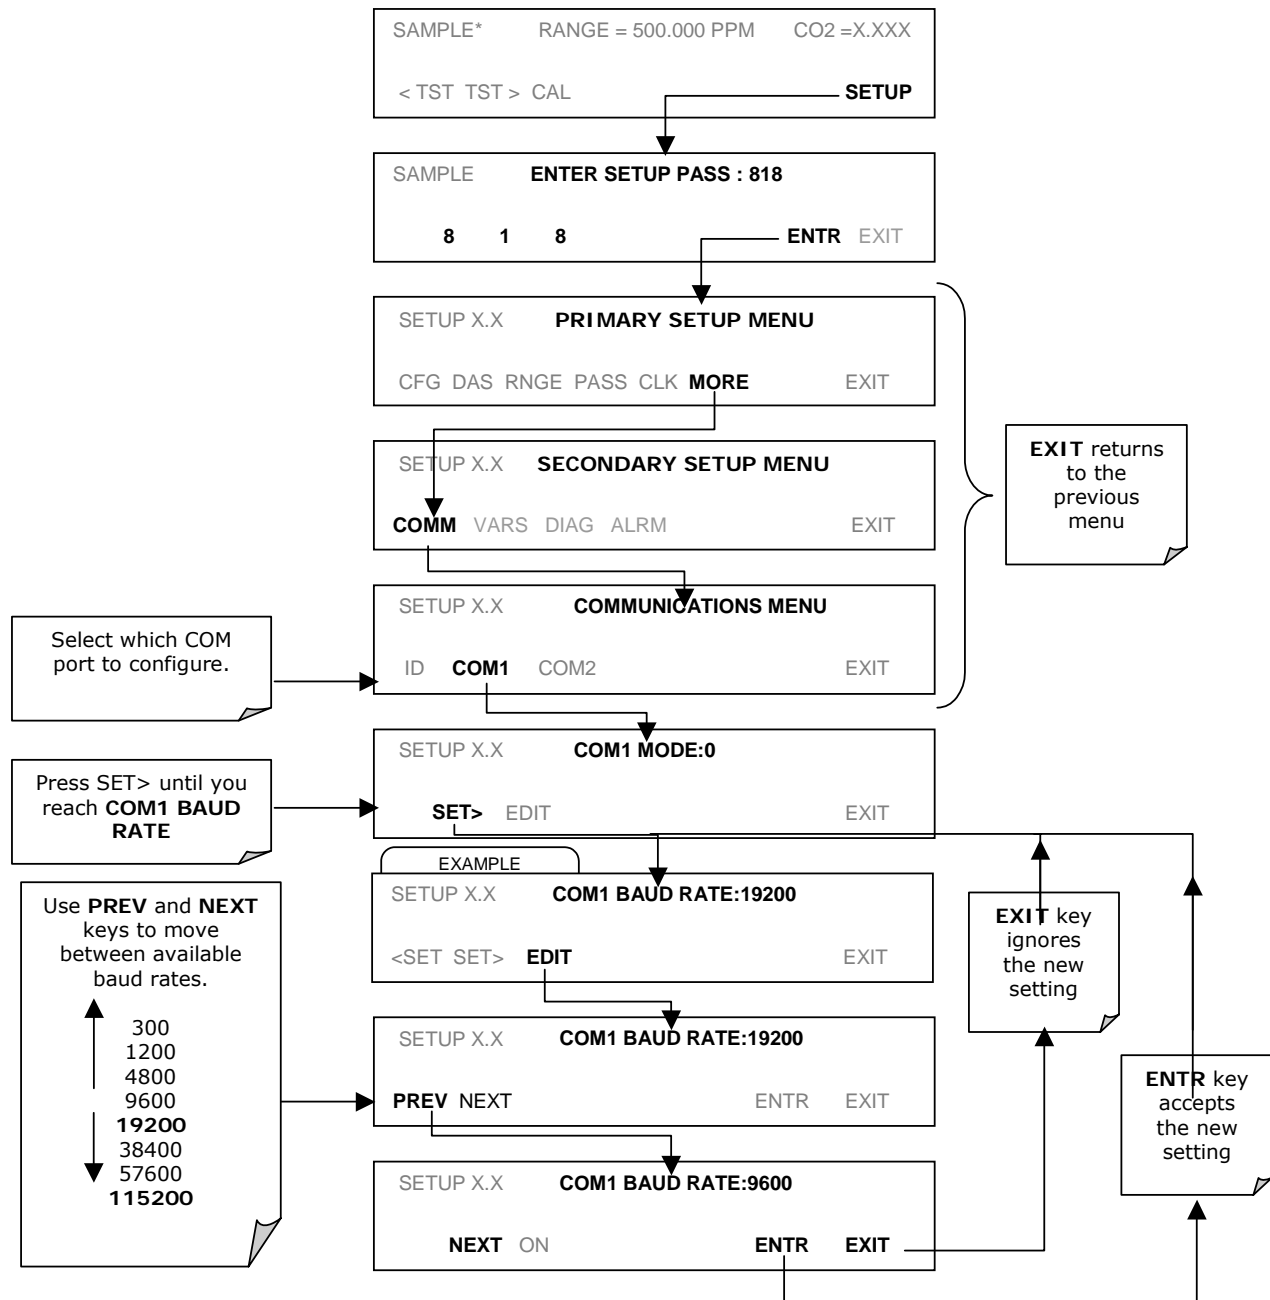 SAMPLE* RANGE = 500.000 PPM CO2 =X.XXX
< TST TST > CAL SETUP
SAMPLE ENTER SETUP PASS : 818
8 1 8 ENTR EXIT
SETUP X.X PRIMARY SETUP MENU
CFG DAS RNGE PASS CLK MORE EXIT
SETUP X.X SECONDARY SETUP MENU
COMM VARS DIAG ALRM EXIT
EXIT returns
to the
previous
menu
SETUP X.X COMMUNICATIONS MENU
ID COM1 COM2 EXIT
Select which COM
port to configure.
SETUP X.X COM1 MODE:0
SET> EDIT EXIT
Press SET> until you
reach COM1 BAUD
RATE
EXAMPLE
SETUP X.X COM1 BAUD RATE:19200
<SET SET> EDIT EXIT
Use PREV and NEXT
keys to move
between available
baud rates.
300
1200
4800
9600
19200
38400
57600
115200
EXIT key
ignores
the new
setting
SETUP X.X COM1 BAUD RATE:19200
PREV NEXT ENTR EXIT
ENTR key
accepts
the new
setting
SETUP X.X COM1 BAUD RATE:9600
NEXT ON ENTR EXIT